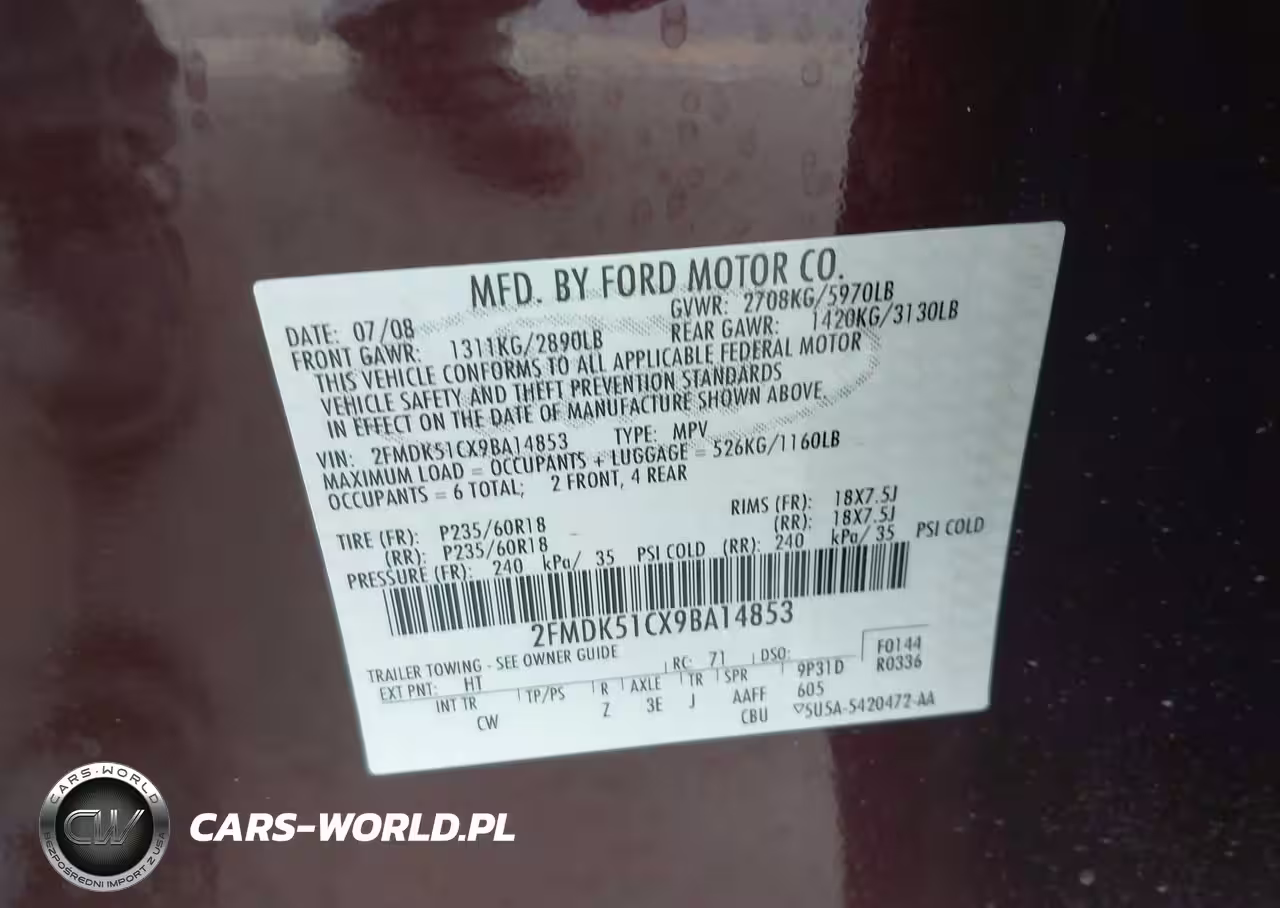 MFD. BY FORD MOTOR CO.
DATE: 07/08 GVWR: 2708KG/5970LB
FRONT GAWR: 1311KG/2890LB REAR GAWR: 1420KG/3130LB
THIS VEHICLE CONFORMS TO ALL APPLICABLE FEDERAL MOTOR
VEHICLE SAFETY AND THEFT PREVENTION STANDARDS
IN EFFECT ON THE DATE OF MANUFACTURE SHOWN ABOVE.
VIN: 2FMDK51CX9BA14853 TYPE: MPV
MAXIMUM LOAD = OCCUPANTS + LUGGAGE = 526KG/1160LB
OCCUPANTS = 6 TOTAL; 2 FRONT, 4 REAR
TIRE (FR): P235/60R18 RIMS (FR): 18X7.5J
(RR): P235/60R18 (RR): 18X7.5J
PRESSURE (FR): 240 kPa/ 35 PSI COLD (RR): 240 kPa/ 35 PSI COLD
2FMDK51CX9BA14853
TRAILER TOWING - SEE OWNER GUIDE
EXT PNT: HT RC: 71 DSO: F0144
INT TR TP/PS R AXLE TR SPR 9P31D R0336
CW Z 3E J AAFF 605
CBU ▽5U5A-5420472-AA
CARS-WORLD
CW
BEZPOŚREDNI IMPORT Z USA
CARS-WORLD.PL